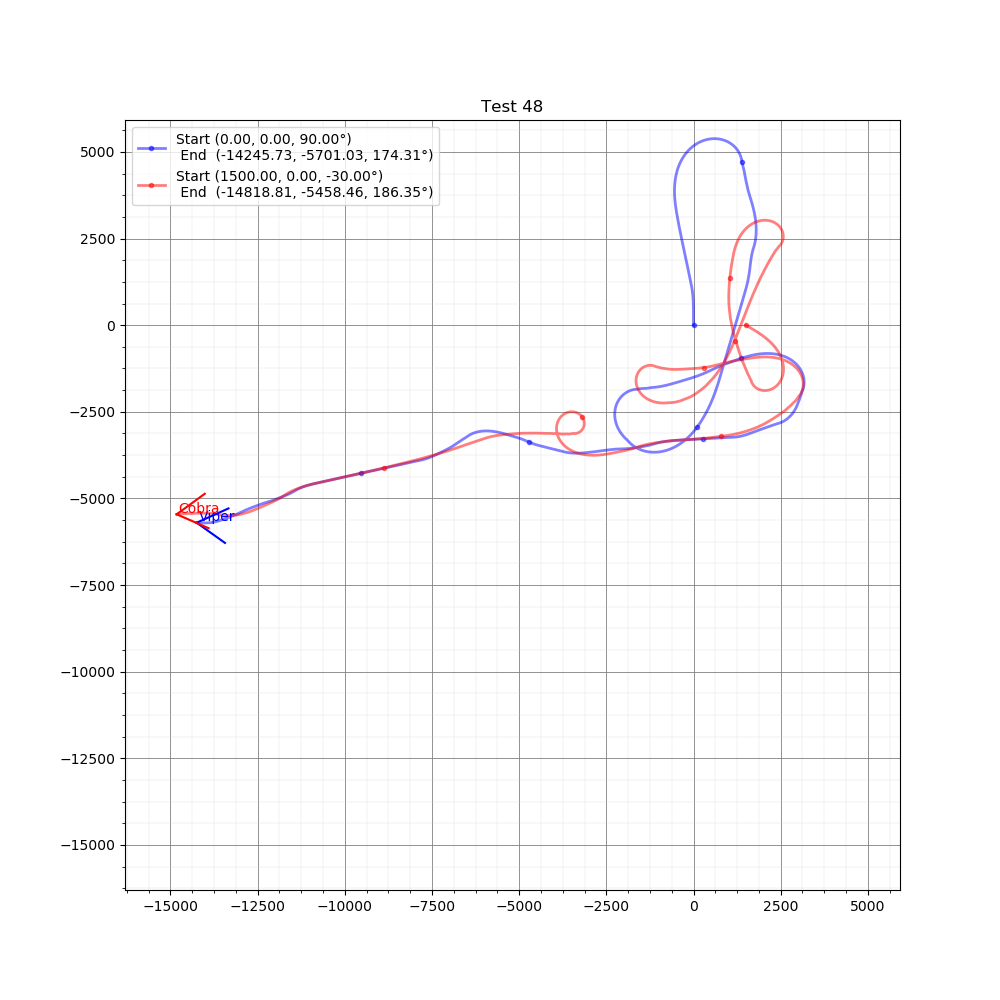 Test 48
Start (0.00, 0.00, 90.00°)
End  (-14245.73, -5701.03, 174.31°)
Start (1500.00, 0.00, -30.00°)
End  (-14818.81, -5458.46, 186.35°)
5000
2500
0
−2500
−5000
−7500
−10000
−12500
−15000
Cobra
Viper
−15000 −12500 −10000 −7500 −5000 −2500 0 2500 5000